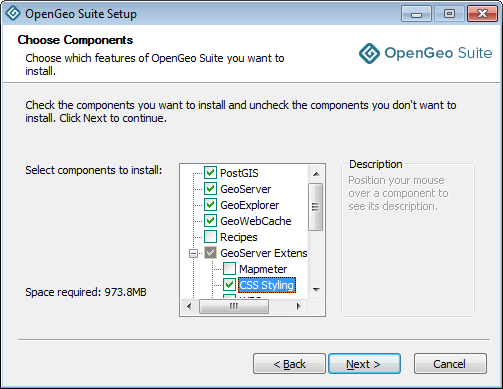 OpenGeo Suite Setup
Choose Components
Choose which features of OpenGeo Suite you want to
install.
OpenGeo Suite
Check the components you want to install and uncheck the components you don't want to
install. Click Next to continue.
Select components to install:
PostGIS
GeoServer
GeoExplorer
GeoWebCache
Recipes
GeoServer Extens
Mapmeter
CSS Styling
Description
Position your mouse
over a component to
see its description.
Space required: 973.8MB
< Back
Next >
Cancel